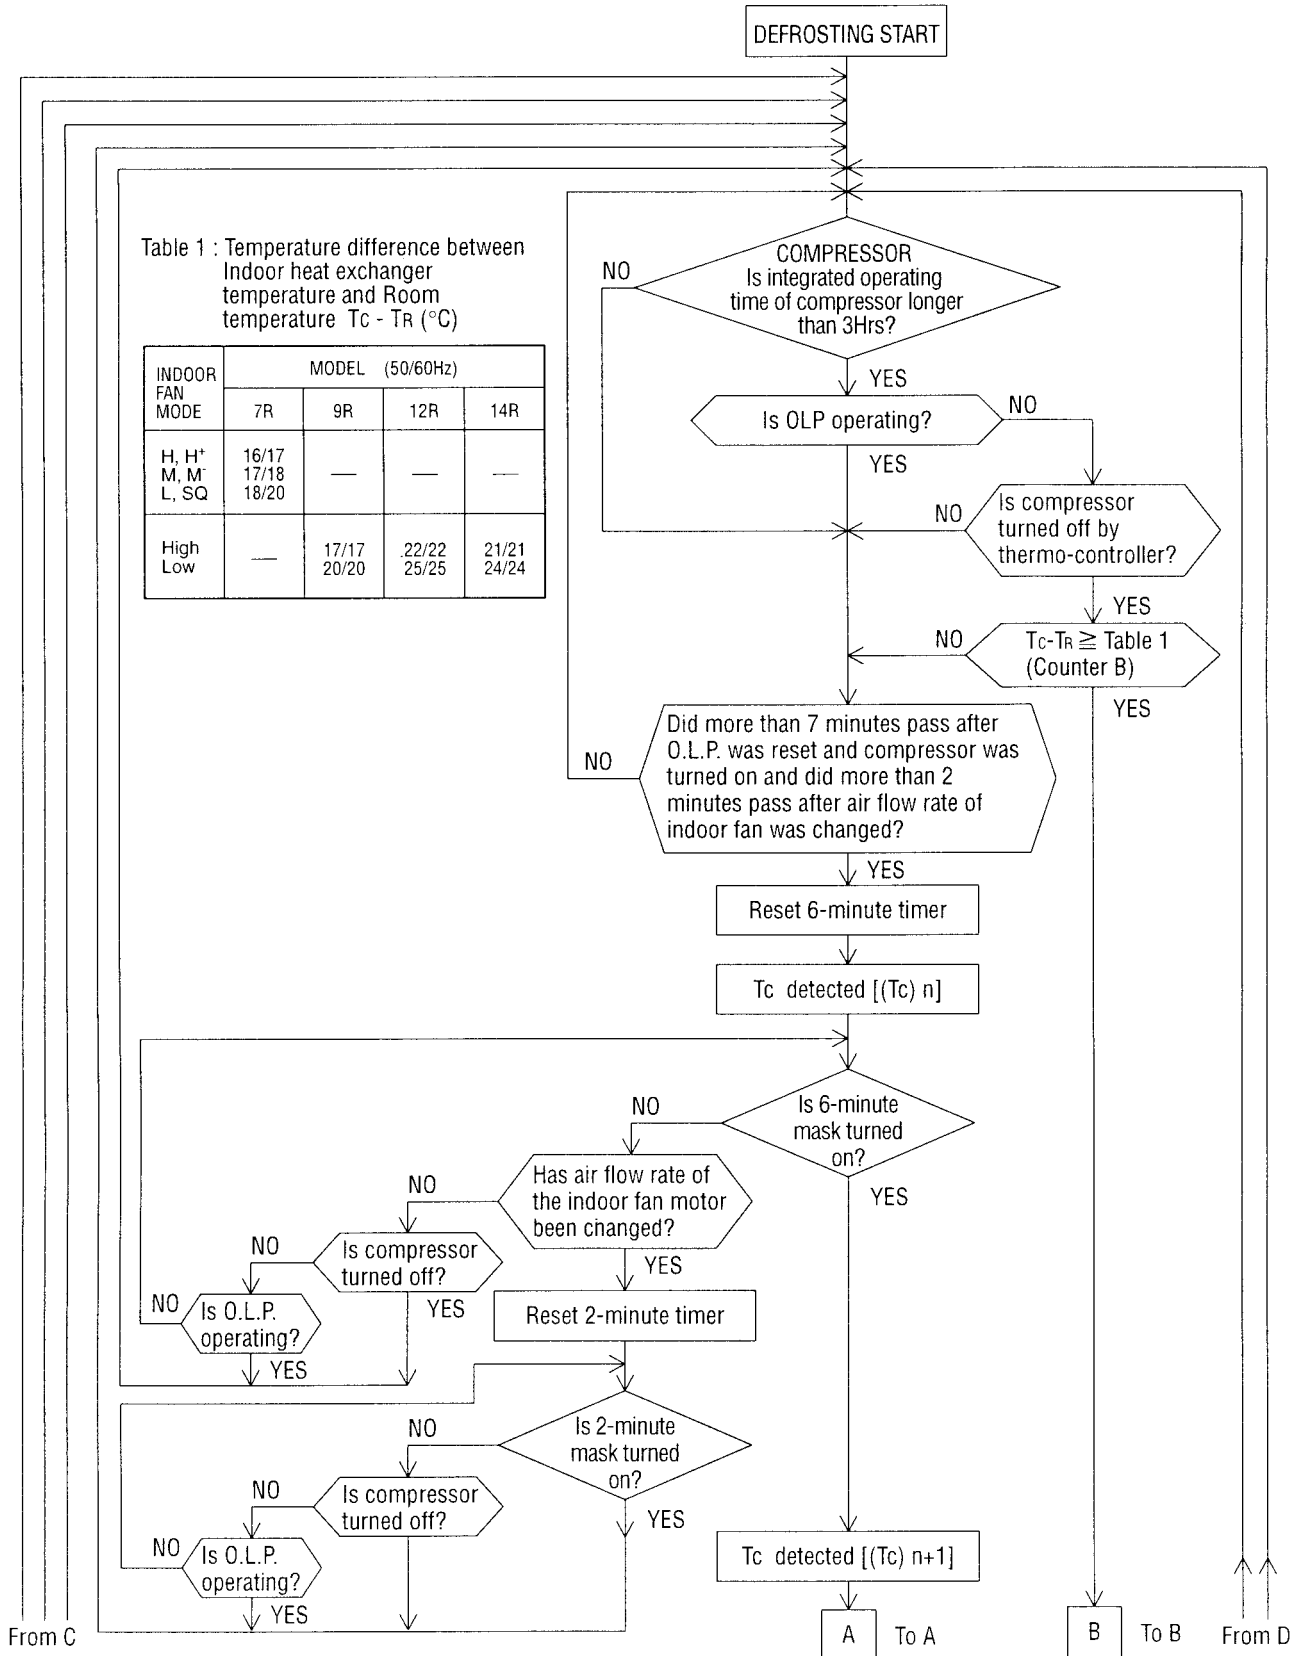 DEFROSTING START
Table 1 : Temperature difference between
Indoor heat exchanger
temperature and Room
temperature Tc - TR (°C)
INDOOR
FAN
MODE
MODEL (50/60Hz)
7R 9R 12R 14R
H, H+ 16/17
M, M- 17/18 — — —
L, SQ 18/20
High — 17/17 22/22 21/21
Low 20/20 25/25 24/24
COMPRESSOR
Is integrated operating
time of compressor longer
than 3Hrs?
NO
YES
Is OLP operating?
NO
YES
Is compressor
turned off by
thermo-controller?
NO
YES
Tc-TR ≧ Table 1
(Counter B)
NO
YES
Did more than 7 minutes pass after
O.L.P. was reset and compressor was
turned on and did more than 2
minutes pass after air flow rate of
indoor fan was changed?
NO
YES
Reset 6-minute timer
Tc detected [(Tc) n]
Is 6-minute
mask turned
on?
NO
YES
Has air flow rate of
the indoor fan motor
been changed?
NO
YES
Is compressor
turned off?
NO
YES
Is O.L.P.
operating?
NO
YES
Reset 2-minute timer
Is 2-minute
mask turned
on?
NO
YES
Is compressor
turned off?
NO
Is O.L.P.
operating?
NO
YES
Tc detected [(Tc) n+1]
From C
A To A
B To B
From D